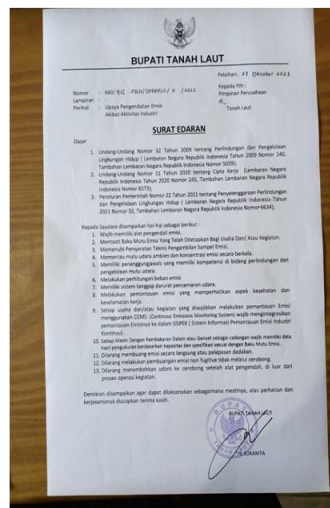 BUPATI TANAH LAUT
Pelaihari, 27 Oktober 2021
Kepada Yth :
Nomor : 660/ -PSLH/ DPRKPLH/ / 2021
Pimpinan Perusahaan
Lampiran : -
di_
Perihal : Upaya Pengendalian Emisi
Tanah Laut
Akibat Aktivitas Industri
SURAT EDARAN
Dasar
1. Undang-Undang Nomor 32 Tahun 2009 tentang Perlindungan dan Pengelolaan
Lingkungan Hidup ( Lembaran Negara Republik Indonesia Tahun 2009 Nomor 140,
Tambahan Lembaran Negara Republik Indonesia Nomor 5059);
2. Undang-Undang Nomor 11 Tahun 2020 tentang Cipta Kerja (Lembaran Negara
Republik Indonesia Tahun 2020 Nomor 245, Tambahan Lembaran Negara Republik
Indonesia Nomor 6573);
3. Peraturan Pemerintah Nomor 22 Tahun 2021 tentang Penyelenggaraan Perlindungan
dan Pengelolaan Lingkungan Hidup ( Lembaran Negara Republik Indonesia Tahun
2021 Nomor 32, Tambahan Lembaran Negara Republik Indonesia Nomor 6634);
Kepada Saudara disampaikan hal-hal sebagai berikut :
1. Wajib memiliki alat pengendali emisi.
2. Mentaati Baku Mutu Emisi Yang Telah Ditetapkan Bagi Usaha Dan/ Atau Kegiatan.
3. Memenuhi Persyaratan Teknis Pengambilan Sampel Emisi.
4. Memantau mutu udara ambien dan konsentrasi emisi secara berkala.
5. Memiliki penanggungjawab yang memiliki kompetensi di bidang perlindungan dan
pengelolaan mutu udara.
6. Melakukan perhitungan beban emisi
7. Memiliki sistem tanggap darurat pencemaran udara.
8. Melakukan pemantauan emisi yang memperhatikan aspek kesehatan dan
keselamatan kerja.
9. Setiap usaha dan/atau kegiatan yang diwajibkan melakukan pemantauan Emisi
menggunakan CEMS (Continuous Emissions Monitoring System) wajib mengintegrasikan
pemantauan Emisinya ke dalam SISPEK ( Sistem Informasi Pemantauan Emisi Industri
Kontinyu) .
10. Setiap Mesin Dengan Pembakaran Dalam atau Genset sebagai cadangan wajib memiliki data
hasil pengukuran berdasarkan kapasitas dan spesifikasi sesuai dengan Baku Mutu Emisi.
11. Dilarang membuang emisi secara langsung atau pelepasan dadakan.
12. Dilarang melakukan pembuangan emisi non fugitive tidak melalui cerobong.
13. Dilarang menambahkan udara ke cerobong setelah alat pengendali, di luar dari
proses operasi kegiatan.
Demikian disampaikan agar dapat dilaksanakan sebagaimana mestinya, atas perhatian dan
kerjasamanya diucapkan terima kasih.
BUPATI TANAH LAUT
H. SUKAMTA